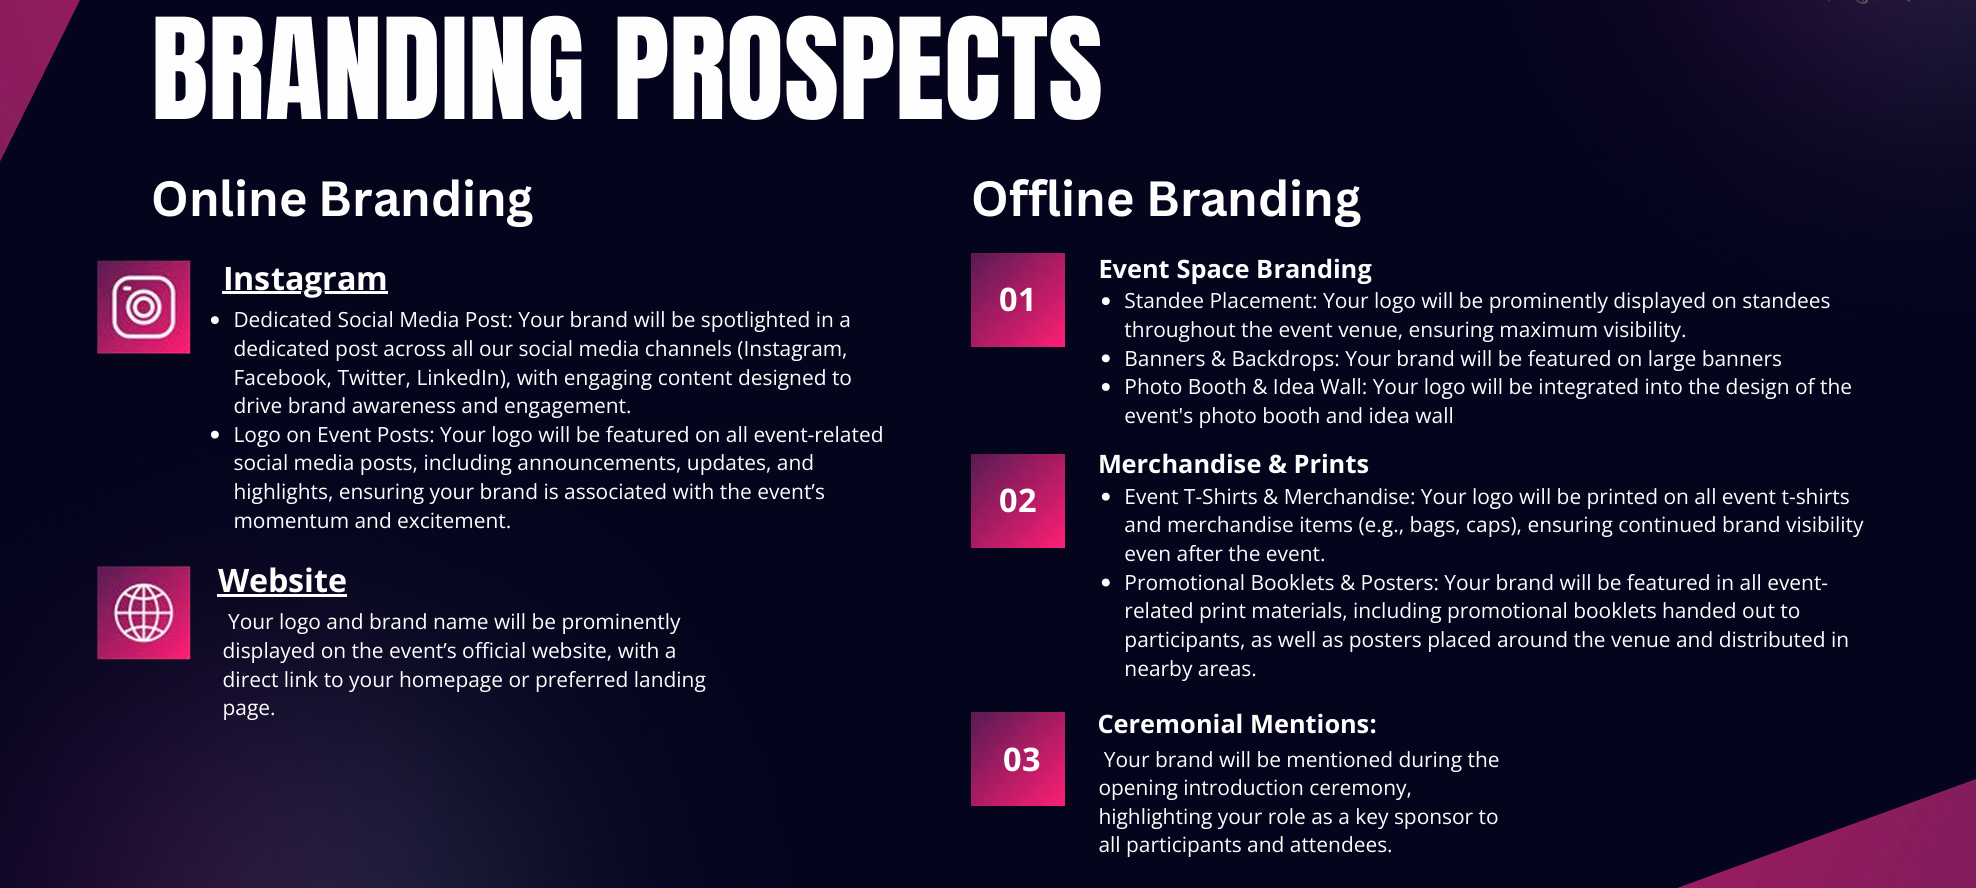 BRANDING PROSPECTS
Online Branding
Instagram
• Dedicated Social Media Post: Your brand will be spotlighted in a
dedicated post across all our social media channels (Instagram,
Facebook, Twitter, LinkedIn), with engaging content designed to
drive brand awareness and engagement.
• Logo on Event Posts: Your logo will be featured on all event-related
social media posts, including announcements, updates, and
highlights, ensuring your brand is associated with the event’s
momentum and excitement.
Website
Your logo and brand name will be prominently
displayed on the event’s official website, with a
direct link to your homepage or preferred landing
page.
Offline Branding
01
Event Space Branding
• Standee Placement: Your logo will be prominently displayed on standees
throughout the event venue, ensuring maximum visibility.
• Banners & Backdrops: Your brand will be featured on large banners
• Photo Booth & Idea Wall: Your logo will be integrated into the design of the
event's photo booth and idea wall
02
Merchandise & Prints
• Event T-Shirts & Merchandise: Your logo will be printed on all event t-shirts
and merchandise items (e.g., bags, caps), ensuring continued brand visibility
even after the event.
• Promotional Booklets & Posters: Your brand will be featured in all event-
related print materials, including promotional booklets handed out to
participants, as well as posters placed around the venue and distributed in
nearby areas.
03
Ceremonial Mentions:
Your brand will be mentioned during the
opening introduction ceremony,
highlighting your role as a key sponsor to
all participants and attendees.